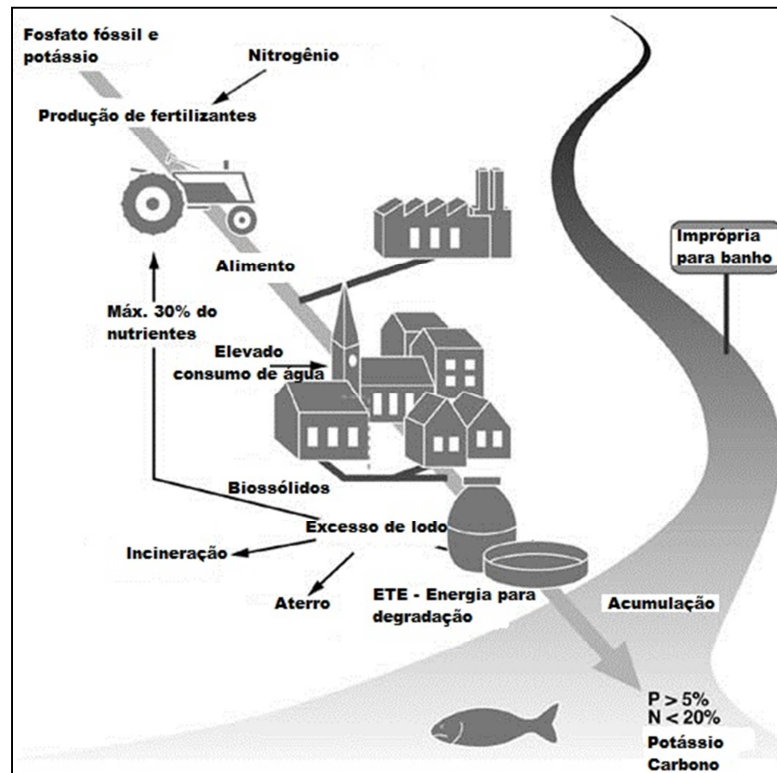 Fosfato fóssil e
potássio
Nitrogênio
Produção de fertilizantes
Imprópria
para banho
Alimento
Máx. 30% do
nutrientes
Elevado
consumo de água
Biossólidos
Excesso de lodo
Incineração
Aterro
ETE - Energia para
degradação
Acumulação
P > 5%
N < 20%
Potássio
Carbono